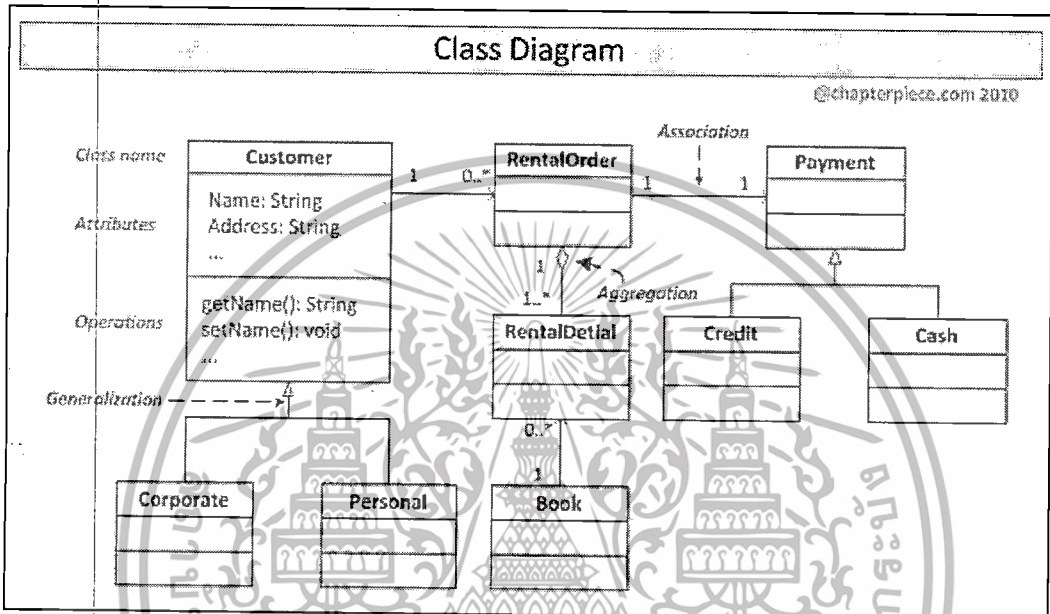 Class Diagram
@chapterpiece.com 2010
Association
Class name
Customer
RentalOrder
Payment
1
0..*
1
1
Attributes
Name: String
Address: String
...
1
Aggregation
1..*
Operations
getName(): String
setName(): void
...
RentalDetial
Credit
Cash
Generalization
0..*
1
Corporate
Personal
Book